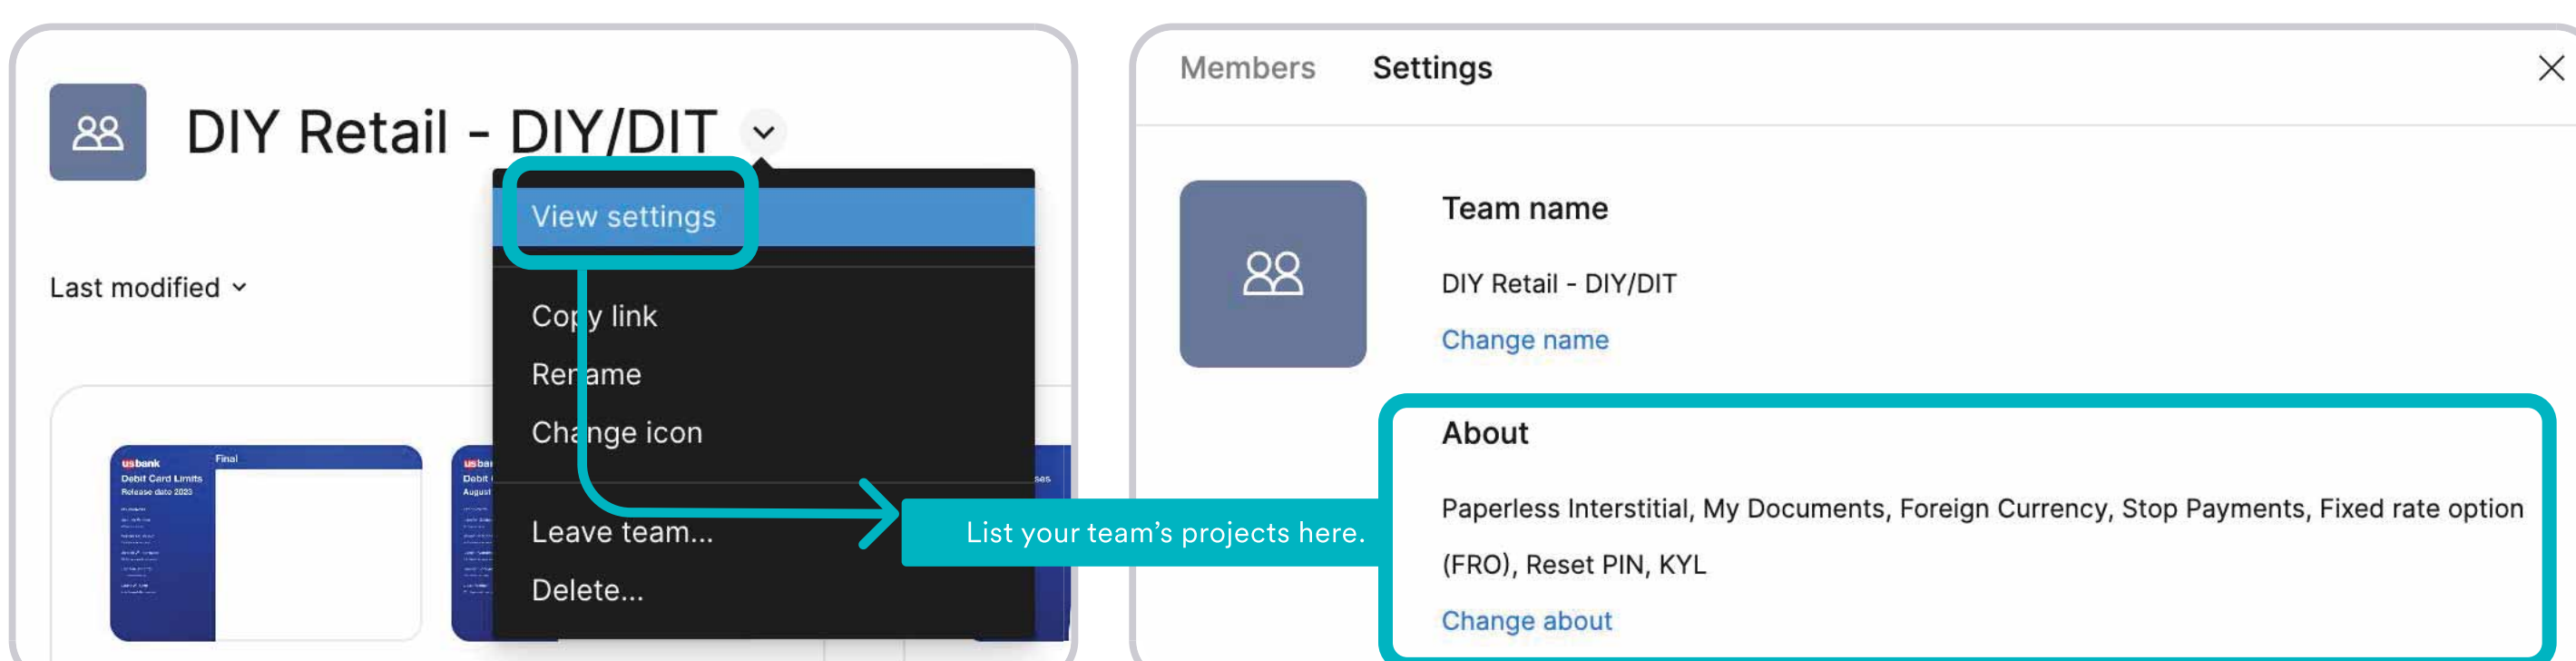 DIY Retail - DIY/DIT
View settings
Last modified
Copy link
Rename
Change icon
Leave team...
Delete...
usbank
Final
Debit Card Limits
Release date 2023
List your team's projects here.
Members
Settings
Team name
DIY Retail - DIY/DIT
Change name
About
Paperless Interstitial, My Documents, Foreign Currency, Stop Payments, Fixed rate option
(FRO), Reset PIN, KYL
Change about